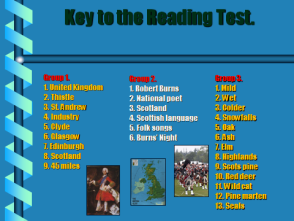 Key to the Reading Test.
Group 1.
1. United Kingdom
2. Thistle
3. St. Andrew
4. Industry
5. Clyde
6. Glasgow
7. Edinburgh
8. Scotland
9. 45 miles
Group 2.
1. Robert Burns
2. National poet
3. Scotland
4. Scottish language
5. Folk songs
6. Burns' Night
Group 3.
1. Mild
2. Wet
3. Colder
4. Snowfalls
5. Oak
6. Ash
7. Elm
8. Highlands
9. Scots pine
10. Red deer
11. Wild cat
12. Pine marten
13. Seals